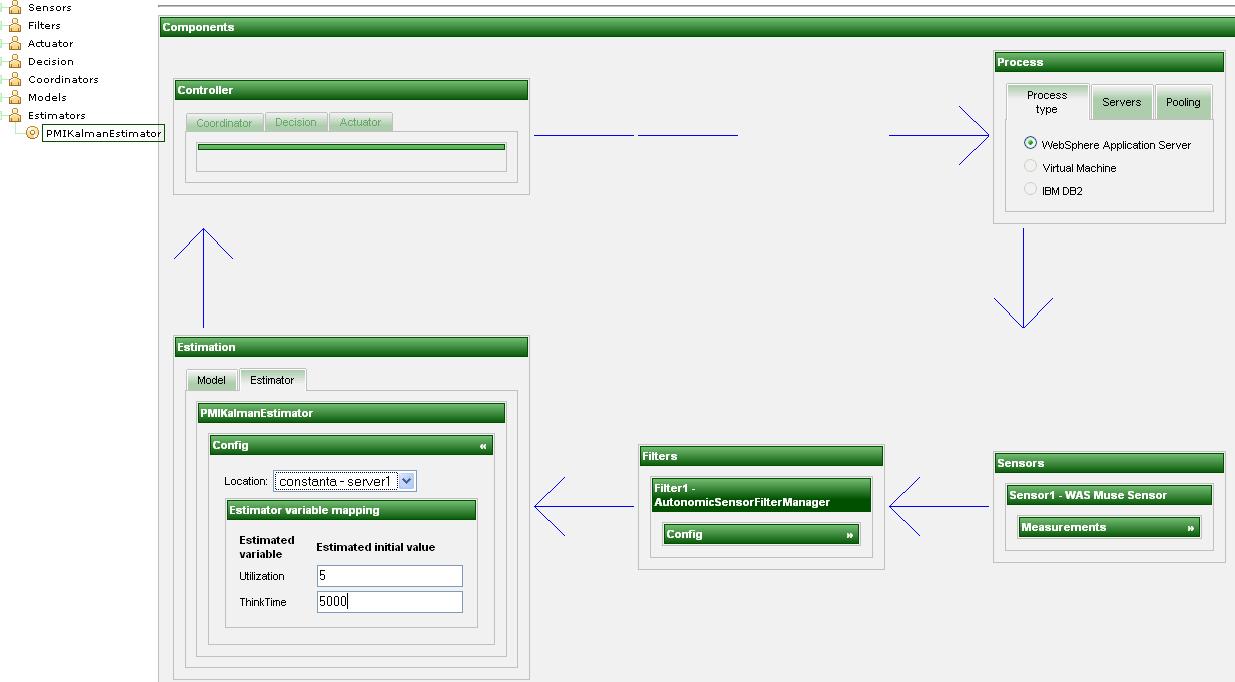 Sensors
Filters
Actuator
Decision
Coordinators
Models
Estimators
PMIKalmanEstimator
Components
Controller
Coordinator Decision Actuator
Process
Process
type
Servers Pooling
WebSphere Application Server
Virtual Machine
IBM DB2
Estimation
Model Estimator
PMIKalmanEstimator
Config «
Location: constanta - server1
Estimator variable mapping
Estimated
variable
Estimated initial value
Utilization 5
ThinkTime 5000
Filters
Filter1 -
AutonomicSensorFilterManager
Config »
Sensors
Sensor1 - WAS Muse Sensor
Measurements »